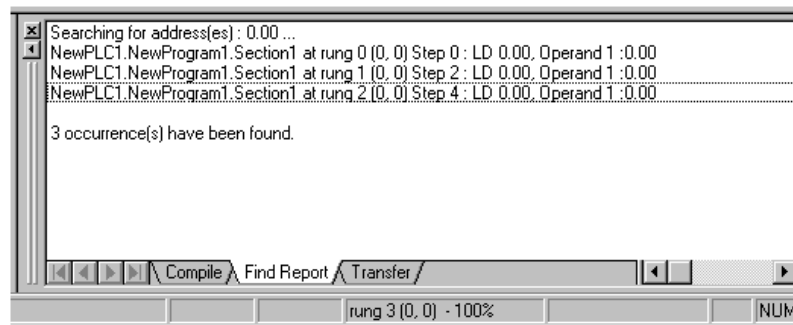 Searching for address(es) : 0.00 ...
NewPLC1.NewProgram1.Section1 at rung 0 (0, 0) Step 0 : LD 0.00, Operand 1 :0.00
NewPLC1.NewProgram1.Section1 at rung 1 (0, 0) Step 2 : LD 0.00, Operand 1 :0.00
NewPLC1.NewProgram1.Section1 at rung 2 (0, 0) Step 4 : LD 0.00, Operand 1 :0.00
3 occurrence(s) have been found.
Compile Find Report Transfer
rung 3 (0, 0) - 100% NUM